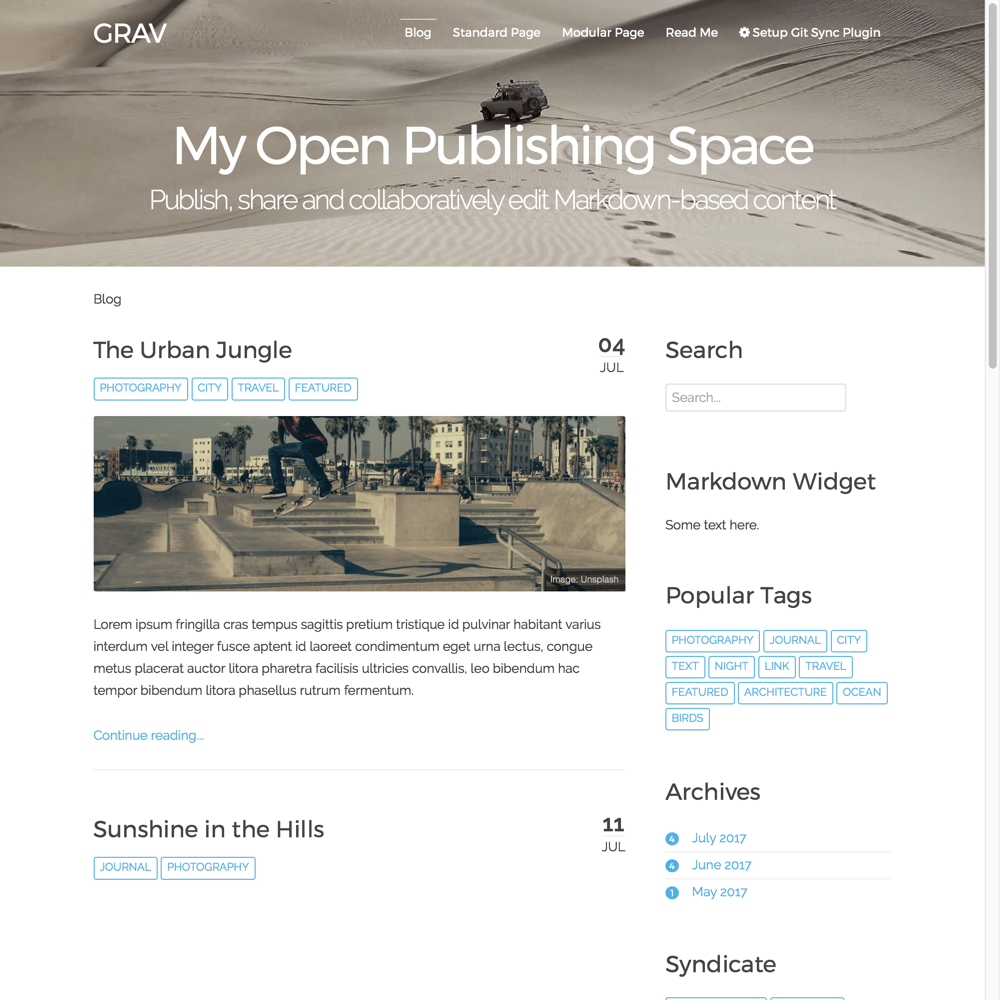 GRAV
Blog Standard Page Modular Page Read Me Setup Git Sync Plugin
My Open Publishing Space
Publish, share and collaboratively edit Markdown-based content
Blog
The Urban Jungle
04
JUL
PHOTOGRAPHY CITY TRAVEL FEATURED
Image: Unsplash
Lorem ipsum fringilla cras tempus sagittis pretium tristique id pulvinar habitant varius
interdum vel integer fusce aptent id laoreet condimentum eget urna lectus, congue
metus placerat auctor litora pharetra facilisis ultricies convallis, leo bibendum hac
tempor bibendum litora phasellus rutrum fermentum.
Continue reading...
Sunshine in the Hills
11
JUL
JOURNAL PHOTOGRAPHY
Search
Search...
Markdown Widget
Some text here.
Popular Tags
PHOTOGRAPHY JOURNAL CITY
TEXT NIGHT LINK TRAVEL
FEATURED ARCHITECTURE OCEAN
BIRDS
Archives
4 July 2017
4 June 2017
1 May 2017
Syndicate